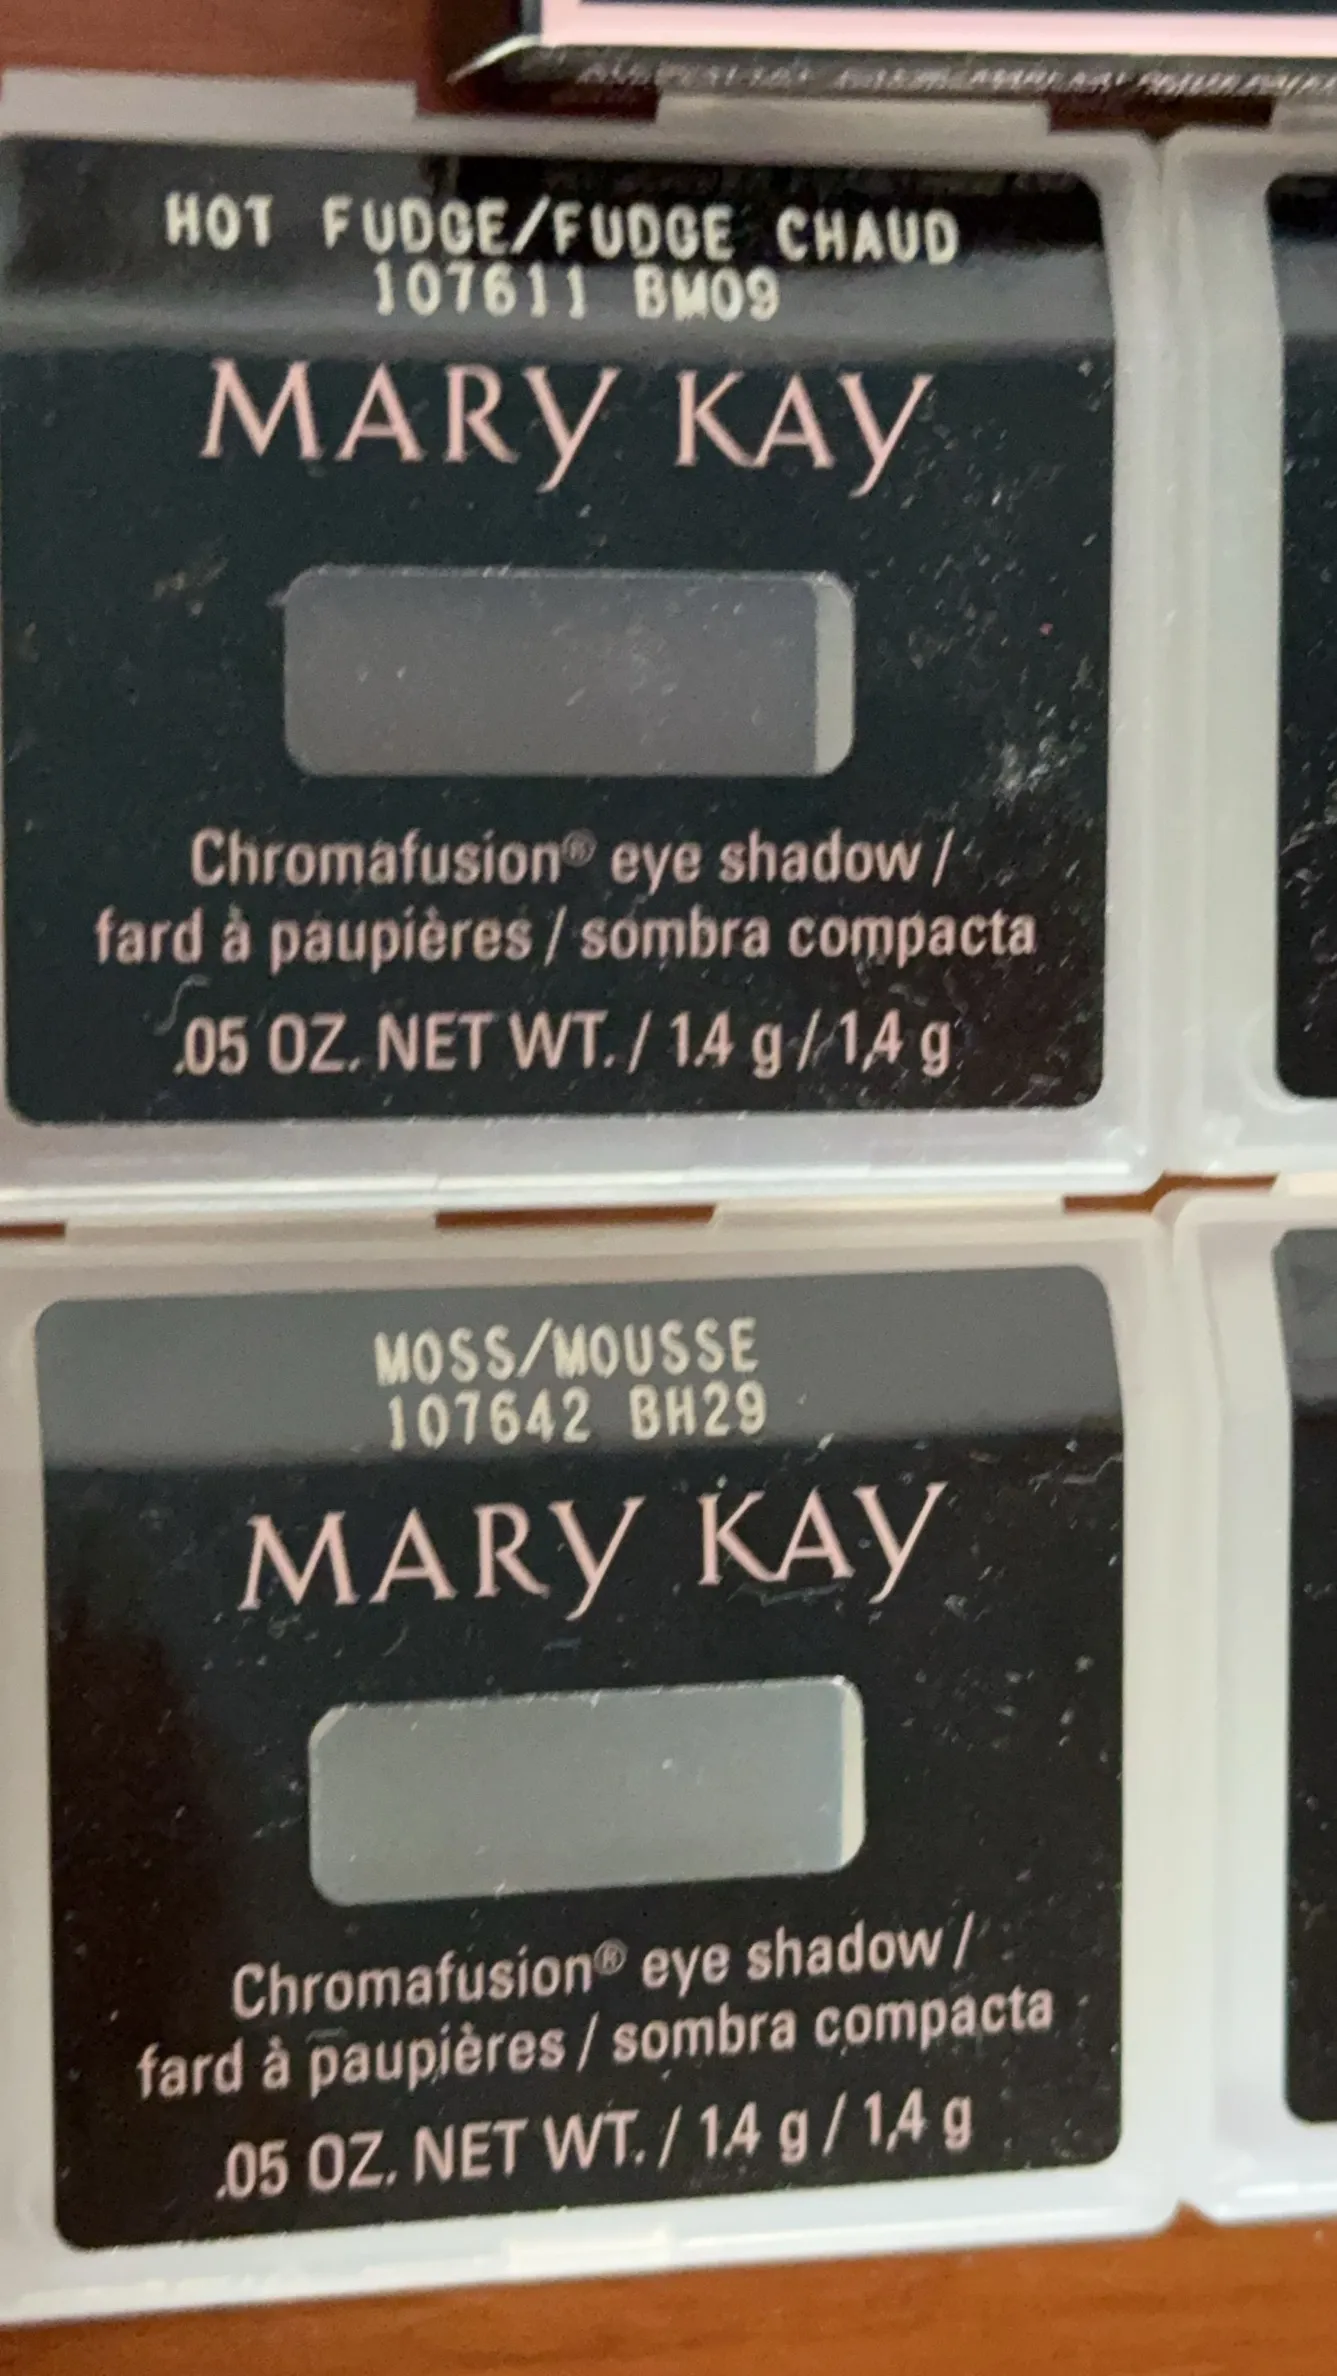 HOT FUDGE/FUDGE CHAUD
107611 BM09
MARY KAY
Chromafusion® eye shadow /
fard à paupières / sombra compacta
.05 OZ. NET WT. / 1.4 g / 1,4 g
MOSS/MOUSSE
107642 BH29
MARY KAY
Chromafusion® eye shadow /
fard à paupières / sombra compacta
.05 OZ. NET WT. / 1.4 g / 1,4 g